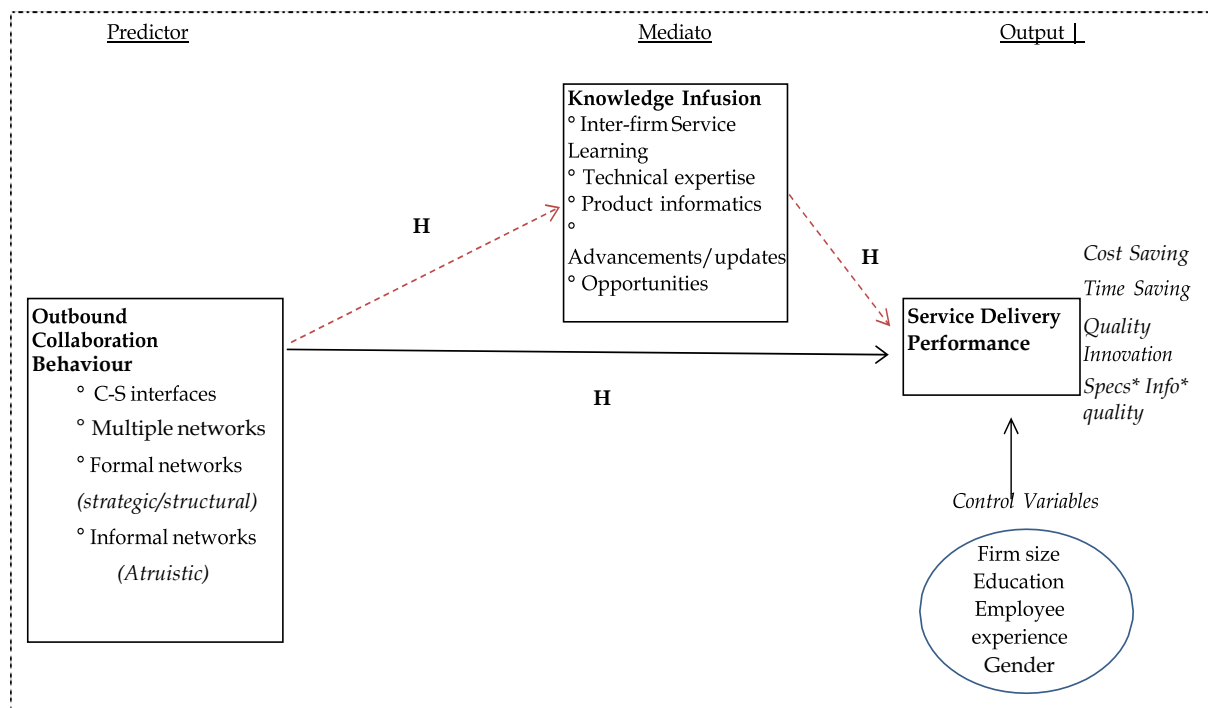 Predictor
Mediato
Output |
Knowledge Infusion
° Inter-firm Service
Learning
° Technical expertise
° Product informatics
°
Advancements/updates
° Opportunities
H
H
Outbound
Collaboration
Behaviour
° C-S interfaces
° Multiple networks
° Formal networks
(strategic/structural)
° Informal networks
(Atruistic)
H
Service Delivery
Performance
Cost Saving
Time Saving
Quality
Innovation
Specs* Info*
quality
Control Variables
Firm size
Education
Employee
experience
Gender